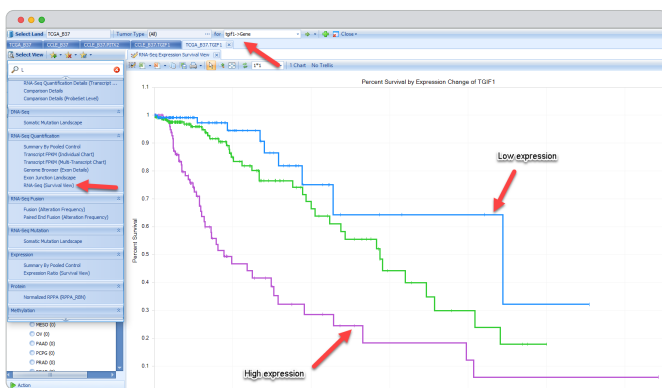 Select Land TCGA_B37 Tumor Type (All) for tgif1->Gene Close
TCGA_B37 CCLE_B37 CCLE_B37.TGIF1 TCGA_B37.TGIF1
Select View
RNA-Seq Expression Survival View
1*1 1 Chart No Trellis
RNA-Seq Quantification Details (Transcript ...
Comparison Details
Comparison Details (ProbeSet Level)
DNA-Seq
Somatic Mutation Landscape
RNA-Seq Quantification
Summary By Pooled Control
Transcript FPKM (Individual Chart)
Transcript FPKM (Multi-Transcript Chart)
Genome Browser (Exon Details)
Exon Junction Landscape
RNA-Seq (Survival View)
RNA-Seq Fusion
Fusion (Alteration Frequency)
Paired End Fusion (Alteration Frequency)
RNA-Seq Mutation
Somatic Mutation Landscape
Expression
Summary By Pooled Control
Expression Ratio (Survival View)
Protein
Normalized RPPA (RPPA_RBN)
Methylation
MESO (0)
OV (0)
PAAD (0)
PCPG (0)
PRAD (0)
Action
Percent Survival by Expression Change of TGIF1
Percent Survival
1.1
1
0.9
0.8
0.7
0.6
0.5
0.4
0.3
0.2
0.1
Low expression
High expression